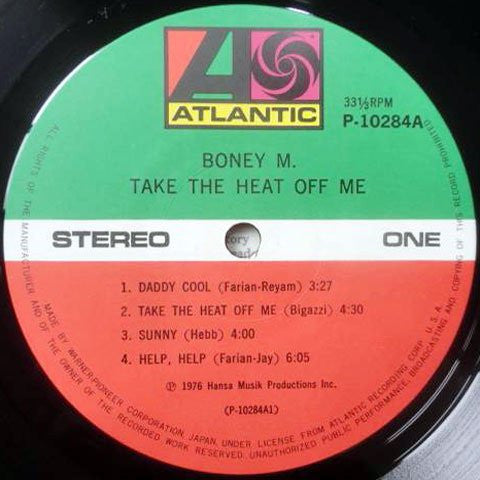 ATLANTIC
33⅓RPM
P-10284A
BONEY M.
TAKE THE HEAT OFF ME
STEREO
ONE
tory
eady
1. DADDY COOL (Farian-Reyam) 3:27
2. TAKE THE HEAT OFF ME (Bigazzi) 4:30
3. SUNNY (Hebb) 4:00
4. HELP, HELP (Farian-Jay) 6:05
Ⓟ 1976 Hansa Musik Productions Inc.
(P-10284A1)
MADE BY WARNER-PIONEER CORPORATION, JAPAN, UNDER LICENSE FROM ATLANTIC RECORDING CORP. U.S.A.
ALL RIGHTS OF THE MANUFACTURER AND OF THE OWNER OF THE RECORDED WORK RESERVED. UNAUTHORIZED PUBLIC PERFORMANCE, BROADCASTING AND COPYING OF THIS RECORD PROHIBITED